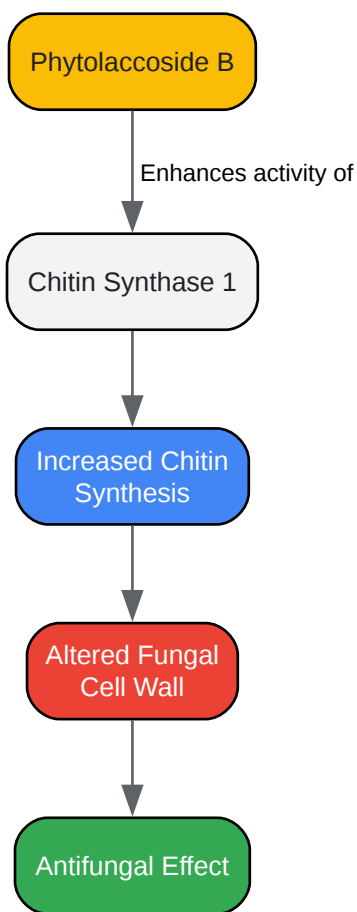 Phytolaccoside B
Enhances activity of
Chitin Synthase 1
Increased Chitin
Synthesis
Altered Fungal
Cell Wall
Antifungal Effect